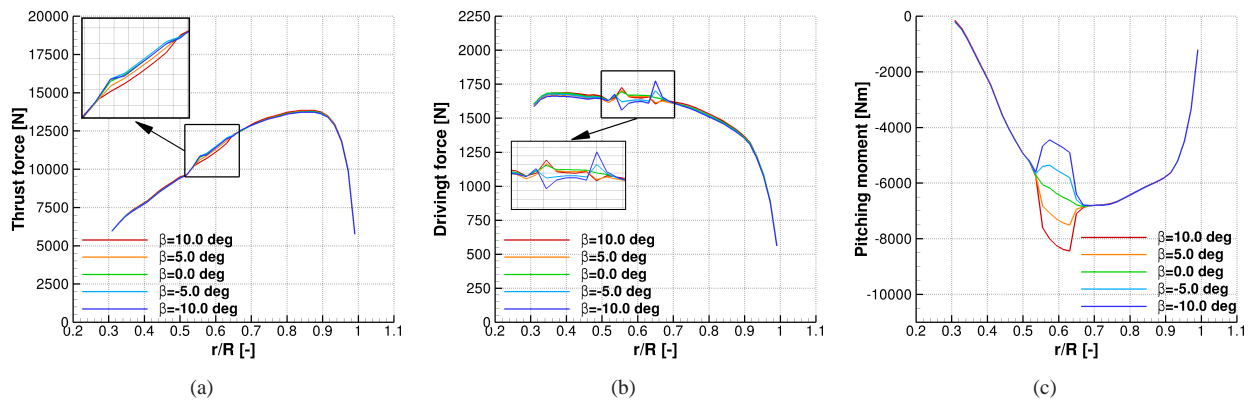 20000
17500
15000
12500
10000
7500
5000
2500
0
Thrust force [N]
β=10.0 deg
β=5.0 deg
β=0.0 deg
β=-5.0 deg
β=-10.0 deg
0.2 0.3 0.4 0.5 0.6 0.7 0.8 0.9 1 1.1
r/R [-]
(a)
2250
2000
1750
1500
1250
1000
750
500
250
0
Drivingt force [N]
β=10.0 deg
β=5.0 deg
β=0.0 deg
β=-5.0 deg
β=-10.0 deg
0.2 0.3 0.4 0.5 0.6 0.7 0.8 0.9 1 1.1
r/R [-]
(b)
0
-2000
-4000
-6000
-8000
-10000
Pitching moment [Nm]
β=10.0 deg
β=5.0 deg
β=0.0 deg
β=-5.0 deg
β=-10.0 deg
0.2 0.3 0.4 0.5 0.6 0.7 0.8 0.9 1 1.1
r/R [-]
(c)